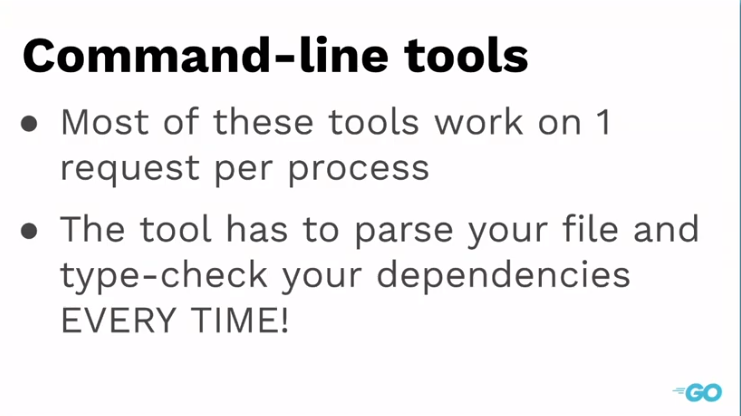 Command-line tools
● Most of these tools work on 1
request per process
● The tool has to parse your file and
type-check your dependencies
EVERY TIME!
GO